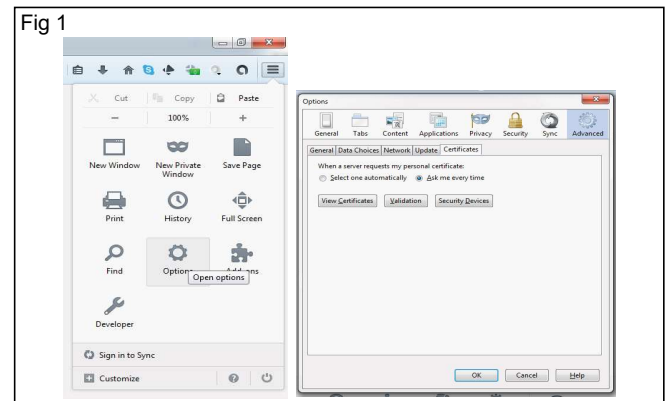 Fig 1
Cut Copy Paste
− 100% +
New Window New Private Window Save Page
Print History Full Screen
Find Options Add-ons
Open options
Developer
Sign in to Sync
Customize
Options
General Tabs Content Applications Privacy Security Sync Advanced
General Data Choices Network Update Certificates
When a server requests my personal certificate:
Select one automatically Ask me every time
View Certificates Validation Security Devices
OK Cancel Help